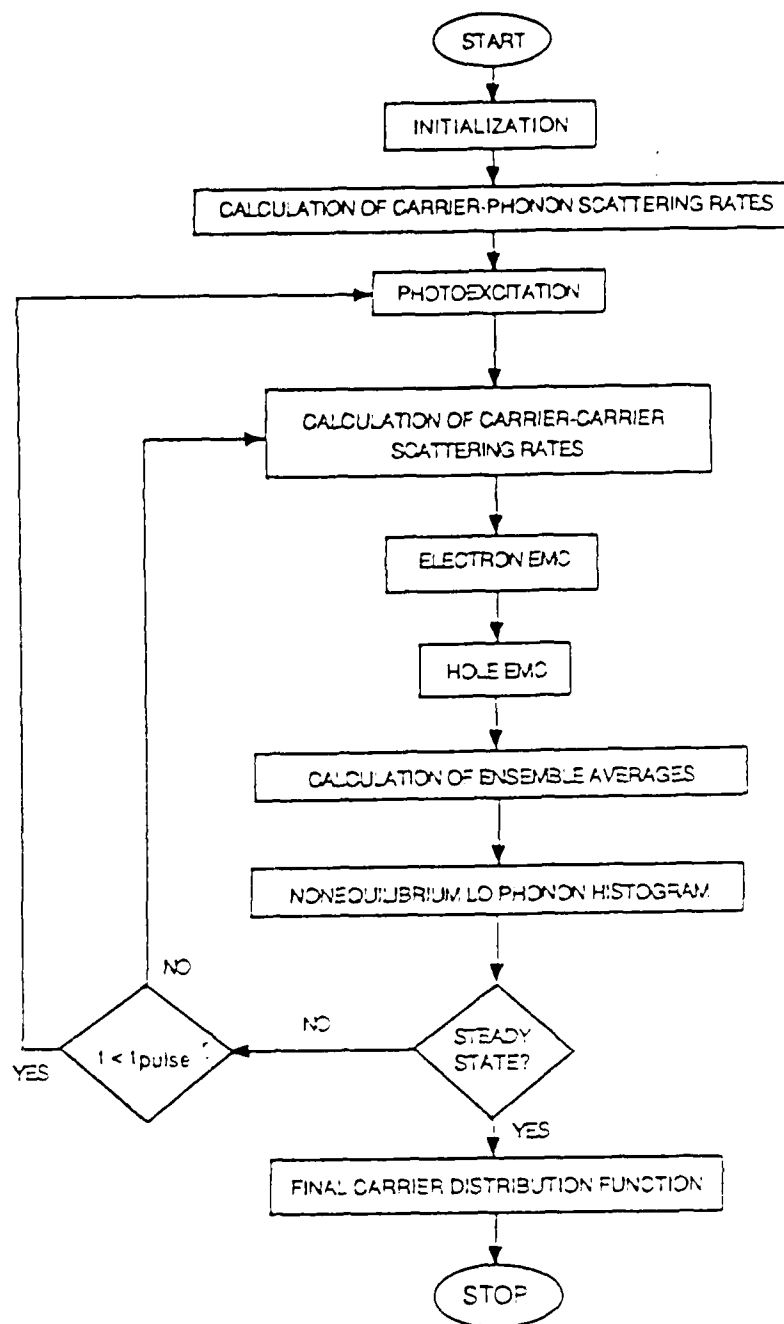 START
INITIALIZATION
CALCULATION OF CARRIER-PHONON SCATTERING RATES
PHOTOEXCITATION
CALCULATION OF CARRIER-CARRIER
SCATTERING RATES
ELECTRON EMC
HOLE EMC
CALCULATION OF ENSEMBLE AVERAGES
NONEQUILIBRIUM LO PHONON HISTOGRAM
NO
NO
STEADY
STATE?
t < tpulse ?
YES
YES
FINAL CARRIER DISTRIBUTION FUNCTION
STOP